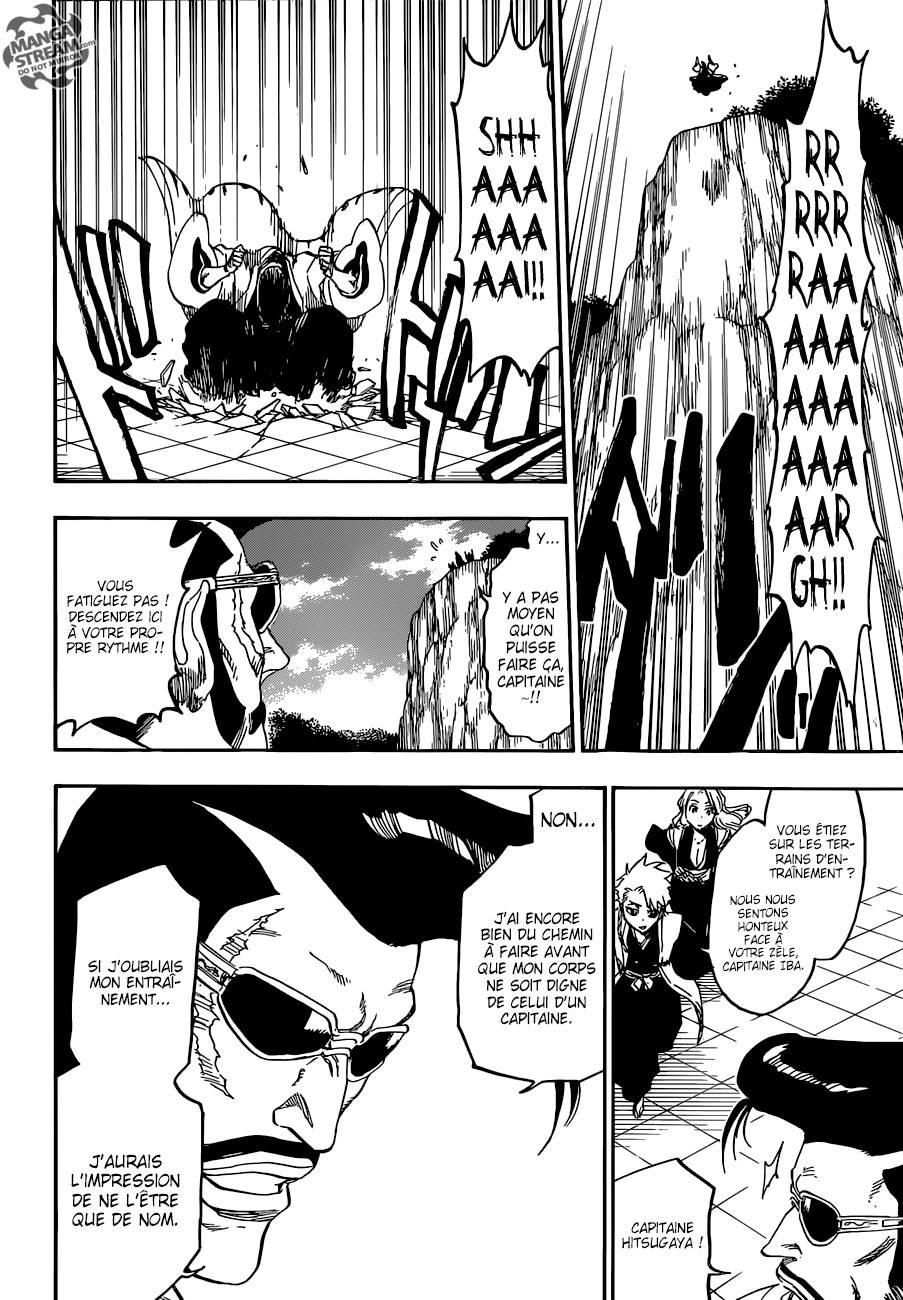 MANGA
STREAM.com
DO NOT MIRROR!
RR
RRR
RAA
AAA
AAA
AAA
AAR
GH!!
SHH
AAA
AAA
AA!!!
Y...
Y A PAS
MOYEN
QU'ON
PUISSE
FAIRE ÇA,
CAPITAINE
~!!
VOUS
FATIGUEZ PAS !
DESCENDEZ ICI
À VOTRE PRO
PRE RYTHME !!
VOUS ÉTIEZ
SUR LES TER-
RAINS D'EN-
TRAÎNEMENT ?
NOUS NOUS
SENTONS
HONTEUX
FACE À
VOTRE ZÈLE,
CAPITAINE IBA.
CAPITAINE
HITSUGAYA !
NON...
J'AI ENCORE
BIEN DU CHEMIN
À FAIRE AVANT
QUE MON CORPS
NE SOIT DIGNE
DE CELUI D'UN
CAPITAINE.
SI J'OUBLIAIS
MON ENTRAÎ-
NEMENT...
J'AURAIS
L'IMPRESSION
DE NE L'ÊTRE
QUE DE NOM.